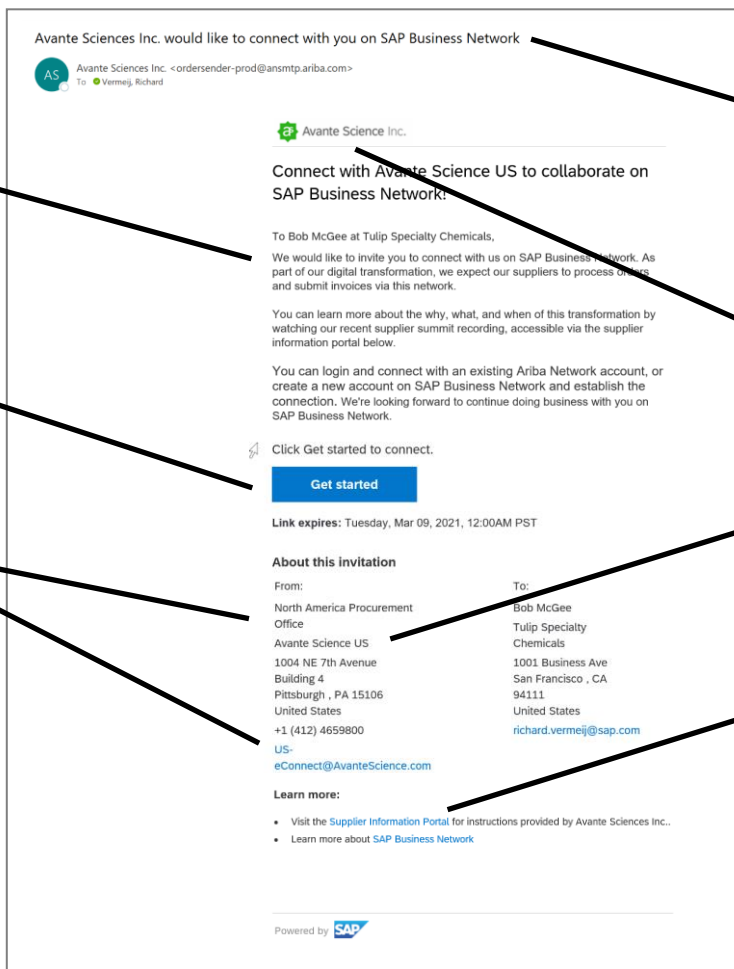 Avante Sciences Inc. would like to connect with you on SAP Business Network
AS
Avante Sciences Inc. <ordersender-prod@ansmtp.ariba.com>
To Vermeij, Richard
a
Avante Science Inc.
Connect with Avante Science US to collaborate on
SAP Business Network!
To Bob McGee at Tulip Specialty Chemicals,
We would like to invite you to connect with us on SAP Business Network. As
part of our digital transformation, we expect our suppliers to process orders
and submit invoices via this network.
You can learn more about the why, what, and when of this transformation by
watching our recent supplier summit recording, accessible via the supplier
information portal below.
You can login and connect with an existing Ariba Network account, or
create a new account on SAP Business Network and establish the
connection. We're looking forward to continue doing business with you on
SAP Business Network.
Click Get started to connect.
Get started
Link expires: Tuesday, Mar 09, 2021, 12:00AM PST
About this invitation
From:
North America Procurement
Office
Avante Science US
1004 NE 7th Avenue
Building 4
Pittsburgh , PA 15106
United States
+1 (412) 4659800
US-
eConnect@AvanteScience.com
To:
Bob McGee
Tulip Specialty
Chemicals
1001 Business Ave
San Francisco , CA
94111
United States
richard.vermeij@sap.com
Learn more:
• Visit the Supplier Information Portal for instructions provided by Avante Sciences Inc..
• Learn more about SAP Business Network
Powered by SAP